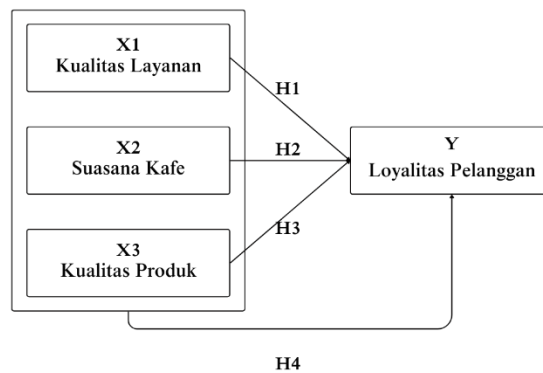 X1
Kualitas Layanan
H1
X2
Suasana Kafe
H2
Y
Loyalitas Pelanggan
H3
X3
Kualitas Produk
H4